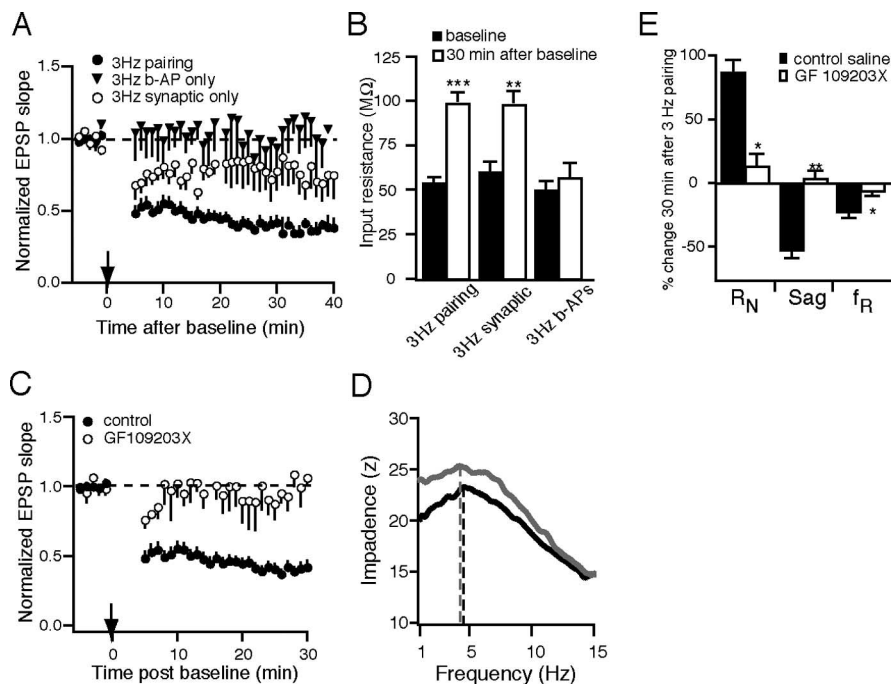 A
3Hz pairing
3Hz b-AP only
3Hz synaptic only
Normalized EPSP slope
1.5
1.0
0.5
0.0
0 10 20 30 40
Time after baseline (min)
B
baseline
30 min after baseline
Input resistance (MΩ)
125
100
75
50
25
0
***
**
3Hz pairing
3Hz synaptic
3Hz b-APs
E
control saline
GF 109203X
% change 30 min after 3 Hz pairing
100
50
0
-50
*
**
*
RN Sag fR
C
control
GF109203X
Normalized EPSP slope
1.5
1.0
0.5
0.0
0 10 20 30
Time post baseline (min)
D
Impadence (z)
30
25
20
15
10
1 5 10 15
Frequency (Hz)